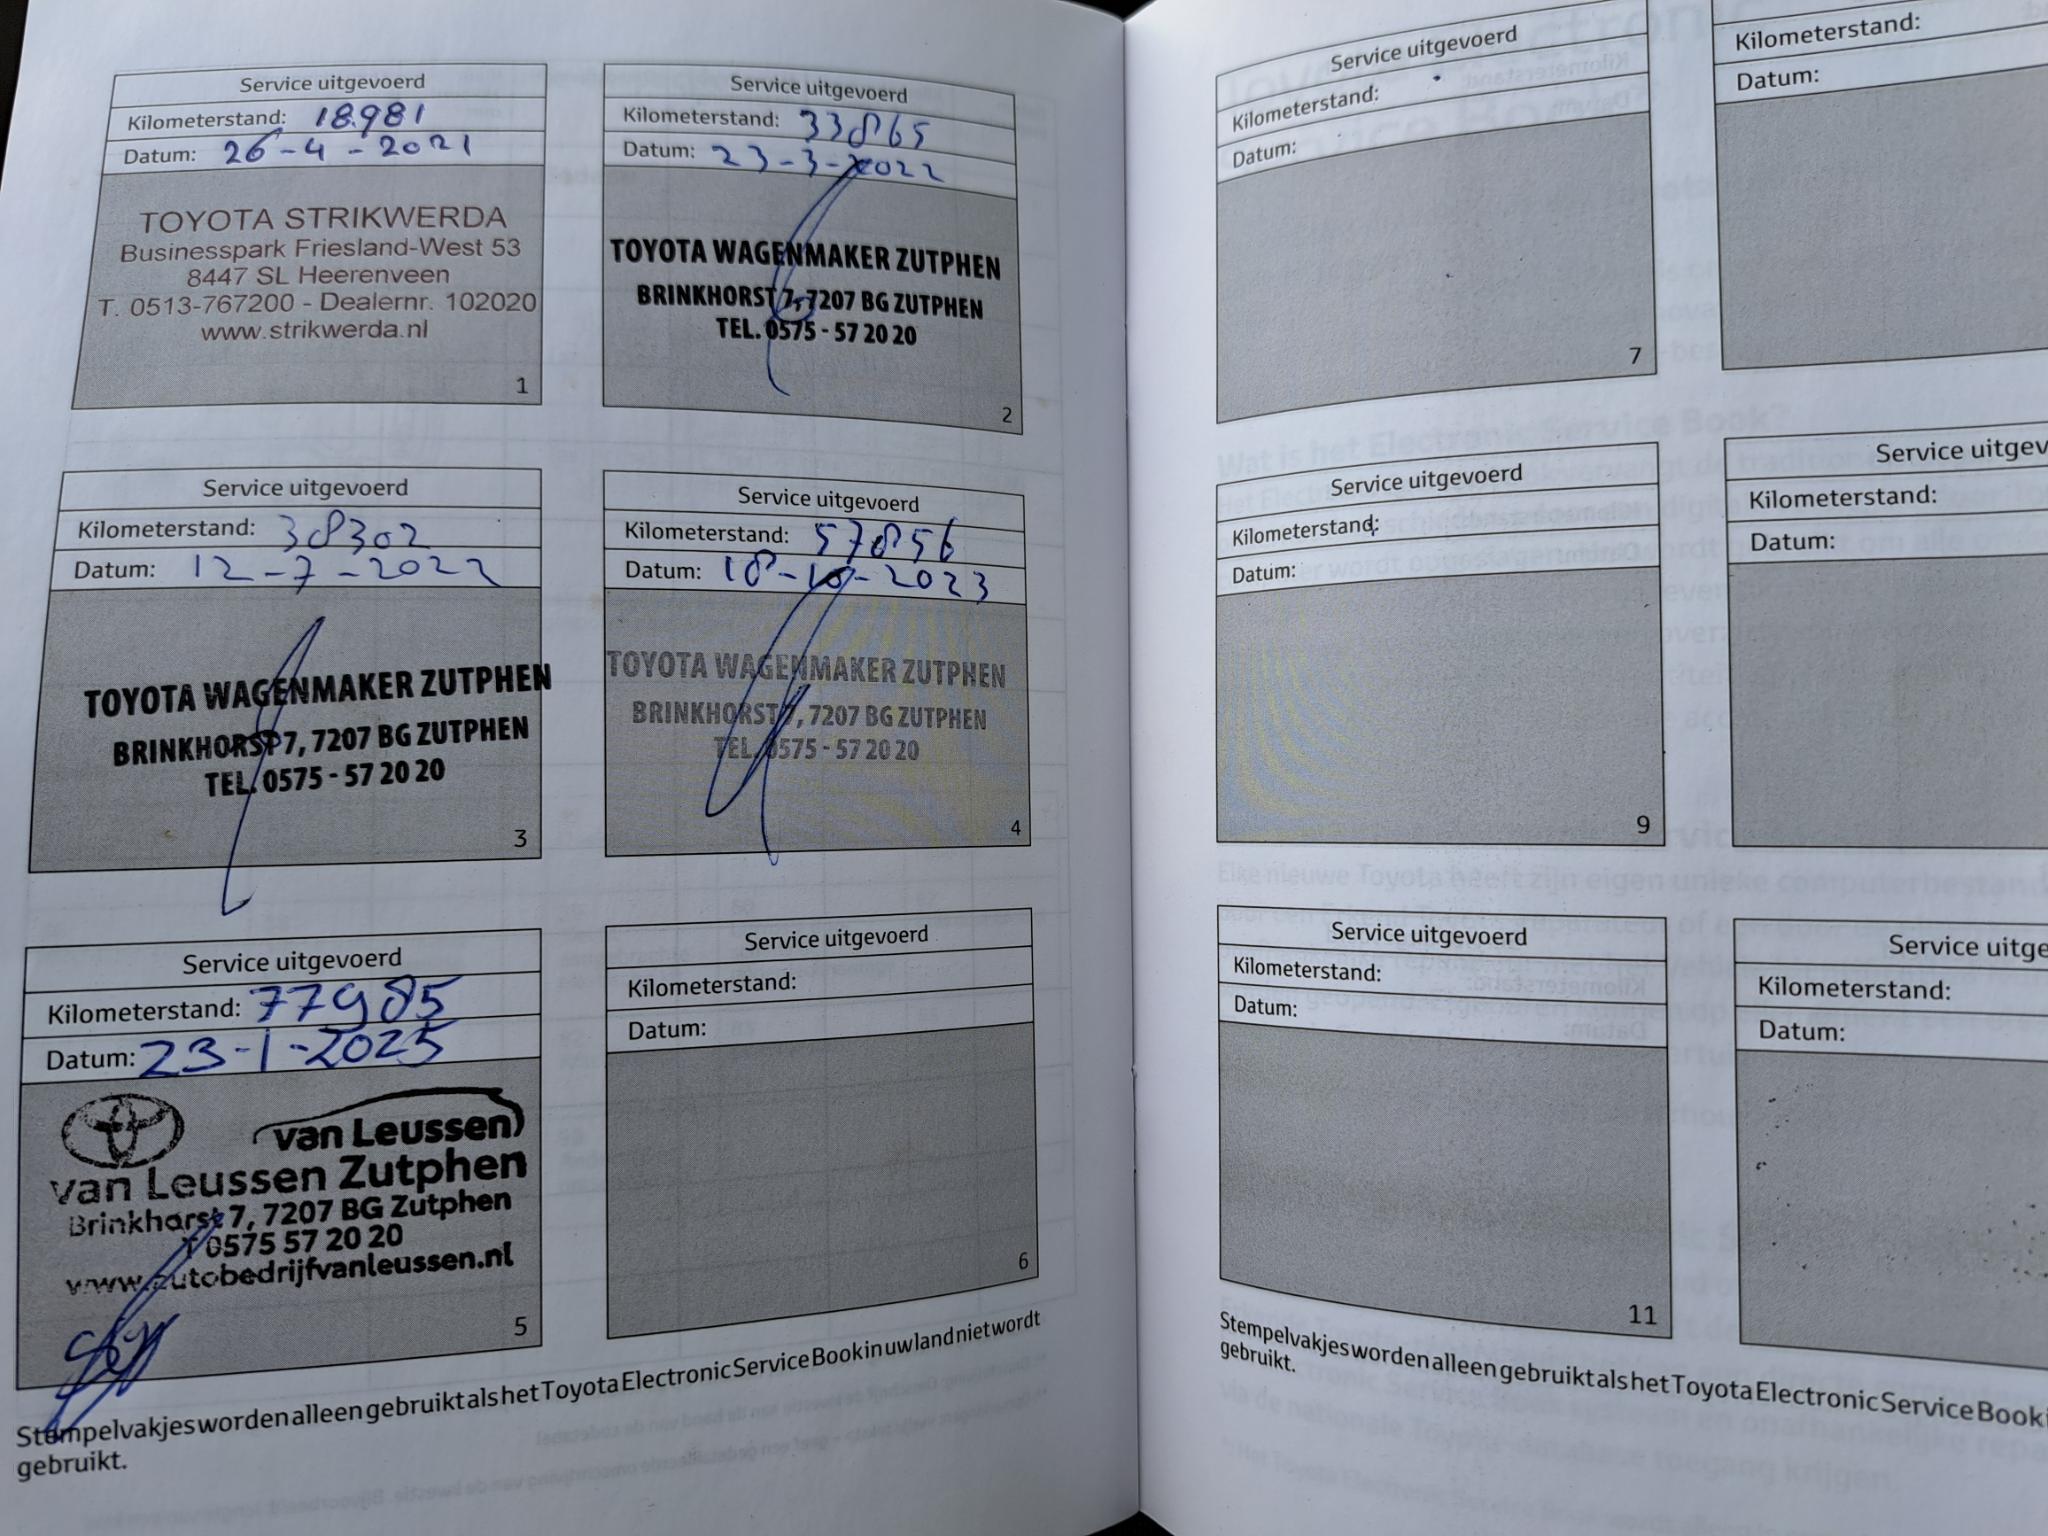 Service uitgevoerd
Kilometerstand: 18.981
Datum: 26-4-2021
TOYOTA STRIKWERDA
Businesspark Friesland-West 53
8447 SL Heerenveen
T. 0513-767200 - Dealernr. 102020
www.strikwerda.nl
1
Service uitgevoerd
Kilometerstand: 33865
Datum: 23-3-2022
TOYOTA WAGENMAKER ZUTPHEN
BRINKHORST 7, 7207 BG ZUTPHEN
TEL. 0575 - 57 20 20
2
Service uitgevoerd
Kilometerstand: 38302
Datum: 12-7-2022
TOYOTA WAGENMAKER ZUTPHEN
BRINKHORST 7, 7207 BG ZUTPHEN
TEL. 0575 - 57 20 20
3
Service uitgevoerd
Kilometerstand: 57856
Datum: 18-10-2023
TOYOTA WAGENMAKER ZUTPHEN
BRINKHORST 7, 7207 BG ZUTPHEN
TEL. 0575 - 57 20 20
4
Service uitgevoerd
Kilometerstand: 77985
Datum: 23-1-2025
van Leussen
van Leussen Zutphen
Brinkhorst 7, 7207 BG Zutphen
T 0575 57 20 20
www.autobedrijfvanleussen.nl
5
Service uitgevoerd
Kilometerstand:
Datum:
6
Stempelvakjes worden alleen gebruikt als het Toyota Electronic Service Book in uw land niet wordt
gebruikt.
Service uitgevoerd
Kilometerstand:
Datum:
7
Kilometerstand:
Datum:
Service uitgevoerd
Kilometerstand:
Datum:
9
Service uitgev
Kilometerstand:
Datum:
Service uitgevoerd
Kilometerstand:
Datum:
11
Service uitge
Kilometerstand:
Datum:
Stempelvakjes worden alleen gebruikt als het Toyota Electronic Service Book
gebruikt.